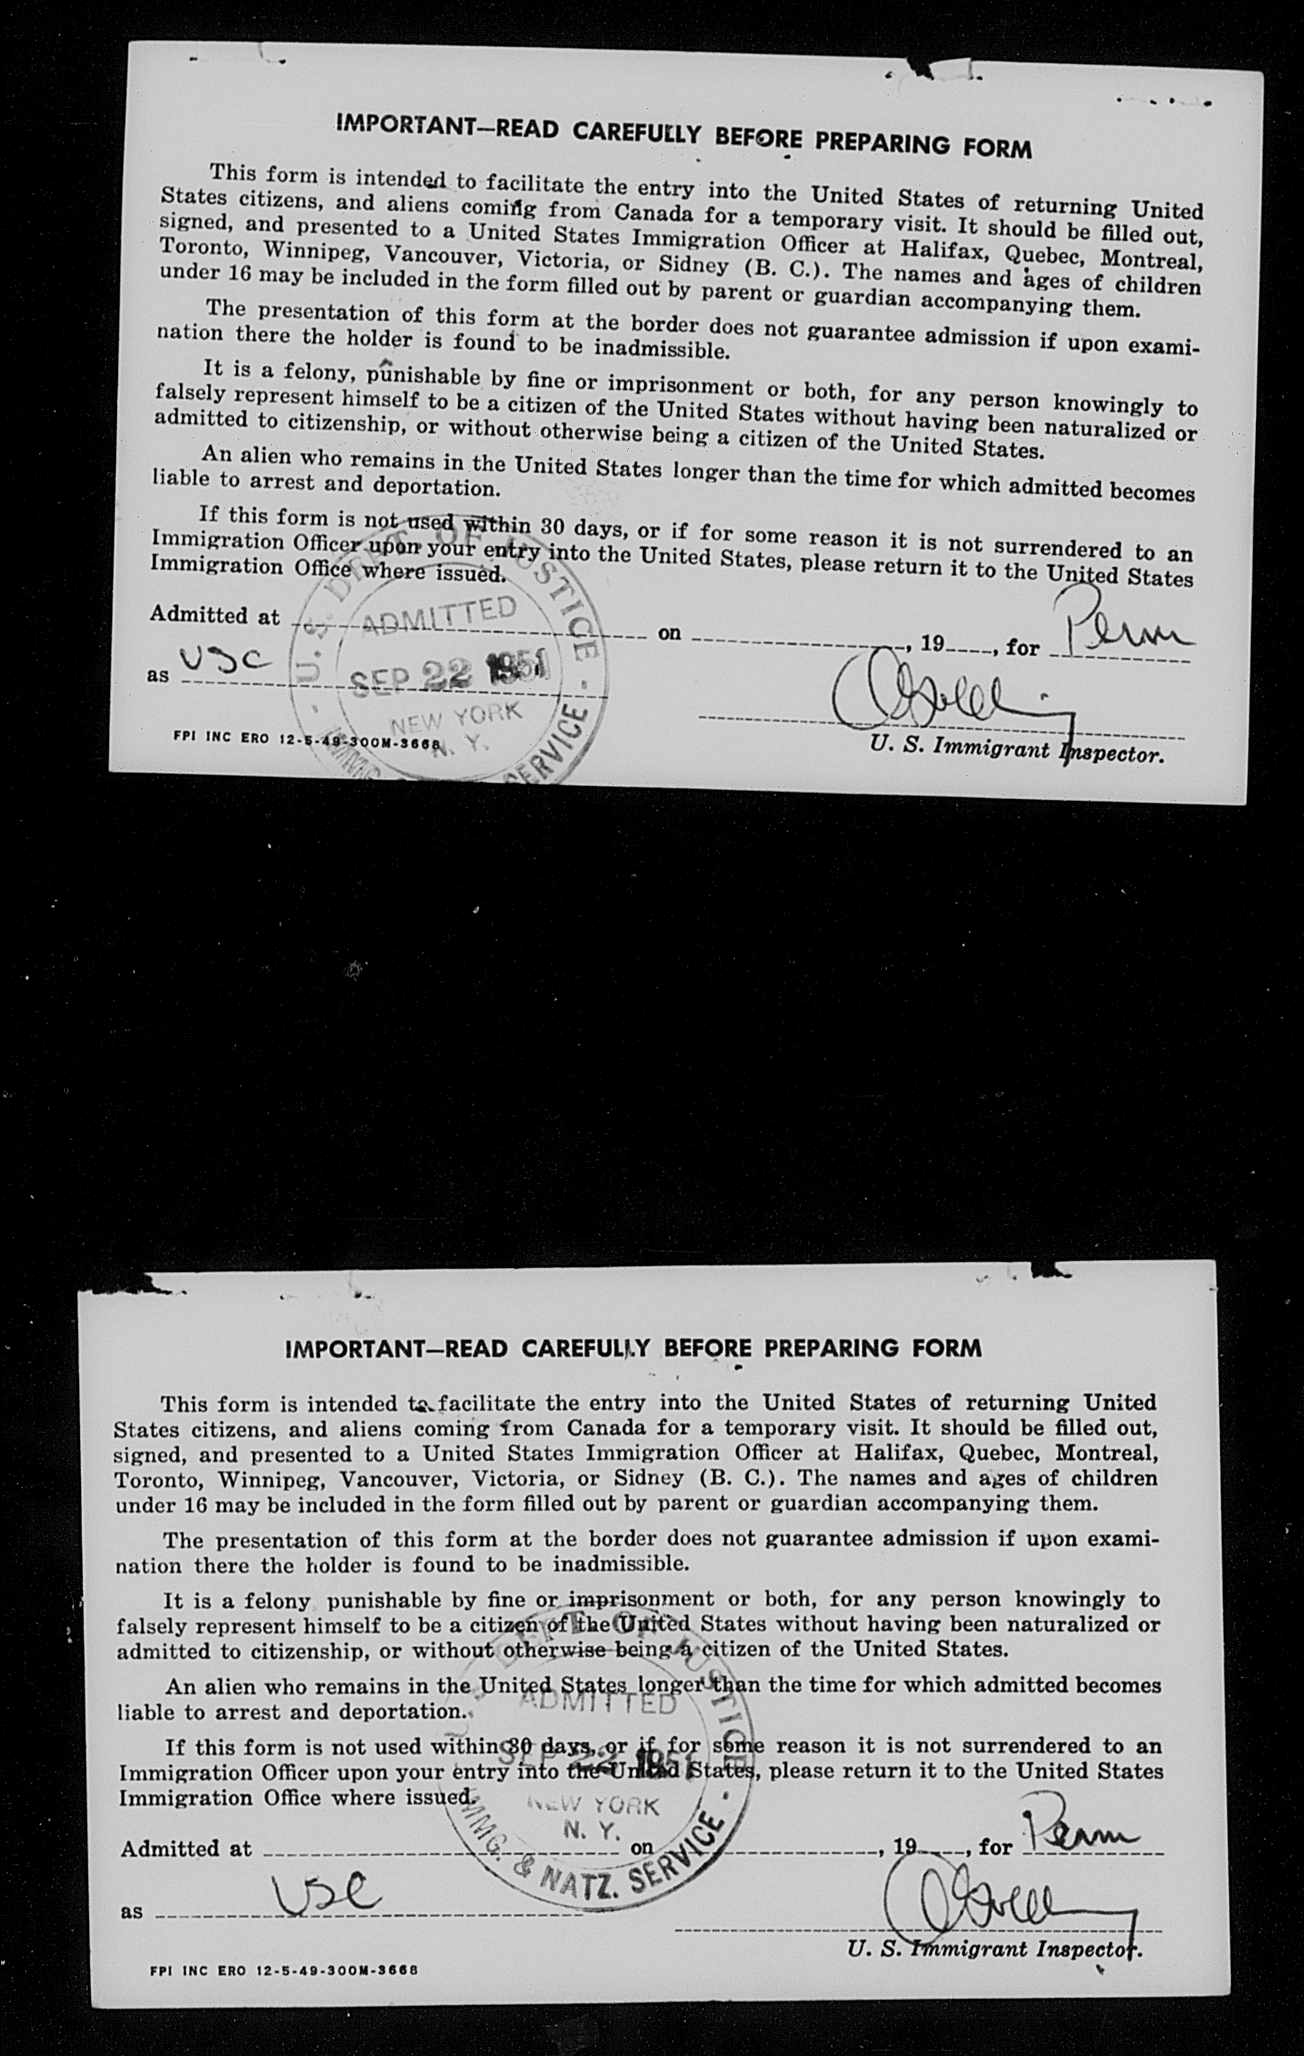 IMPORTANT—READ CAREFULLY BEFORE PREPARING FORM
This form is intended to facilitate the entry into the United States of returning United
States citizens, and aliens coming from Canada for a temporary visit. It should be filled out,
signed, and presented to a United States Immigration Officer at Halifax, Quebec, Montreal,
Toronto, Winnipeg, Vancouver, Victoria, or Sidney (B. C.). The names and ages of children
under 16 may be included in the form filled out by parent or guardian accompanying them.
The presentation of this form at the border does not guarantee admission if upon exami-
nation there the holder is found to be inadmissible.
It is a felony, punishable by fine or imprisonment or both, for any person knowingly to
falsely represent himself to be a citizen of the United States without having been naturalized or
admitted to citizenship, or without otherwise being a citizen of the United States.
An alien who remains in the United States longer than the time for which admitted becomes
liable to arrest and deportation.
If this form is not used within 30 days, or if for some reason it is not surrendered to an
Immigration Officer upon your entry into the United States, please return it to the United States
Immigration Office where issued.
U. S. DEPT. OF JUSTICE
ADMITTED
SEP 22 1951
NEW YORK
N. Y.
IMMG. SERVICE
Admitted at on , 19 , for Perm
as USC
U. S. Immigrant Inspector.
FPI INC ERO 12-5-49-300M-3668
IMPORTANT—READ CAREFULLY BEFORE PREPARING FORM
This form is intended to facilitate the entry into the United States of returning United
States citizens, and aliens coming from Canada for a temporary visit. It should be filled out,
signed, and presented to a United States Immigration Officer at Halifax, Quebec, Montreal,
Toronto, Winnipeg, Vancouver, Victoria, or Sidney (B. C.). The names and ages of children
under 16 may be included in the form filled out by parent or guardian accompanying them.
The presentation of this form at the border does not guarantee admission if upon exami-
nation there the holder is found to be inadmissible.
It is a felony punishable by fine or imprisonment or both, for any person knowingly to
falsely represent himself to be a citizen of the United States without having been naturalized or
admitted to citizenship, or without otherwise being a citizen of the United States.
An alien who remains in the United States longer than the time for which admitted becomes
liable to arrest and deportation.
If this form is not used within 30 days, or if for some reason it is not surrendered to an
Immigration Officer upon your entry into the United States, please return it to the United States
Immigration Office where issued.
DEPT OF JUSTICE
ADMITTED
SEP 22 1951
NEW YORK
N. Y.
IMMG. & NATZ. SERVICE
Admitted at on , 19 , for Perm
as USC
U. S. Immigrant Inspector.
FPI INC ERO 12-5-49-300M-3668